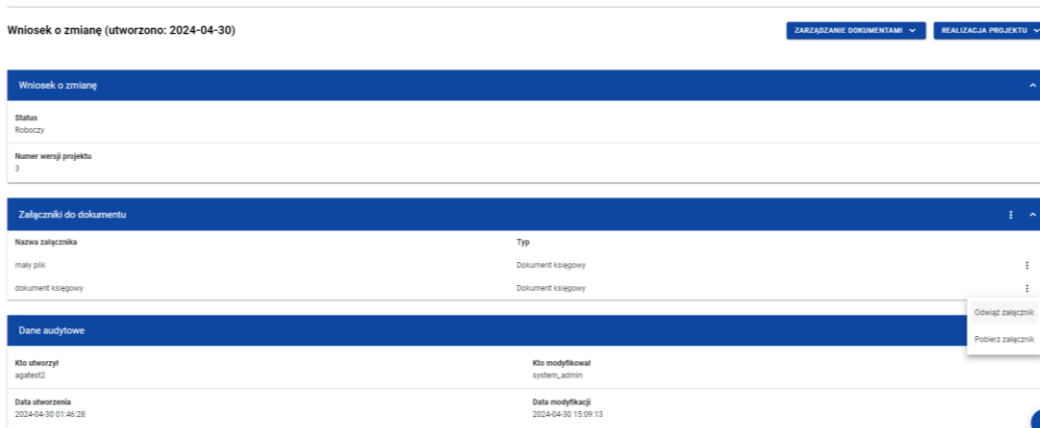 Wniosek o zmianę (utworzono: 2024-04-30)
ZARZĄDZANIE DOKUMENTAMI
REALIZACJA PROJEKTU
Wniosek o zmianę
Status
Roboczy
Numer wersji projektu
3
Załączniki do dokumentu
Nazwa załącznika Typ
mały plik Dokument księgowy
dokument księgowy Dokument księgowy
Odwiąż załącznik
Pobierz załącznik
Dane audytowe
Kto utworzył Kto modyfikował
agatest2 system_admin
Data utworzenia Data modyfikacji
2024-04-30 01:46:28 2024-04-30 15:09:13